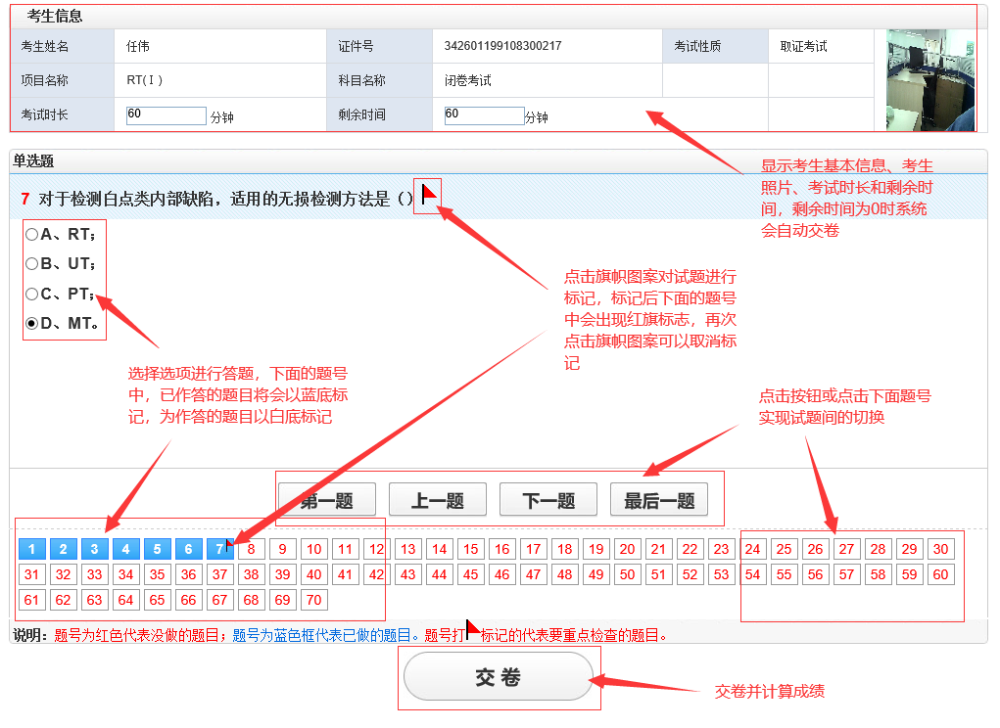 考生信息
考生姓名 任伟 证件号 342601199108300217 考试性质 取证考试
项目名称 RT(Ⅰ) 科目名称 闭卷考试
考试时长 60 分钟 剩余时间 60 分钟
显示考生基本信息、考生
照片、考试时长和剩余时
间，剩余时间为0时系统
会自动交卷
单选题
7 对于检测白点类内部缺陷，适用的无损检测方法是（）
A、RT；
B、UT；
C、PT；
D、MT。
点击旗帜图案对试题进行
标记，标记后下面的题号
中会出现红旗标志，再次
点击旗帜图案可以取消标
记
选择选项进行答题，下面的题号
中，已作答的题目将会以蓝底标
记，为作答的题目以白底标记
点击按钮或点击下面题号
实现试题间的切换
第一题 上一题 下一题 最后一题
1 2 3 4 5 6 7 8 9 10 11 12 13 14 15 16 17 18 19 20 21 22 23 24 25 26 27 28 29 30
31 32 33 34 35 36 37 38 39 40 41 42 43 44 45 46 47 48 49 50 51 52 53 54 55 56 57 58 59 60
61 62 63 64 65 66 67 68 69 70
说明：题号为红色代表没做的题目；题号为蓝色框代表已做的题目。题号打 标记的代表要重点检查的题目。
交 卷
交卷并计算成绩